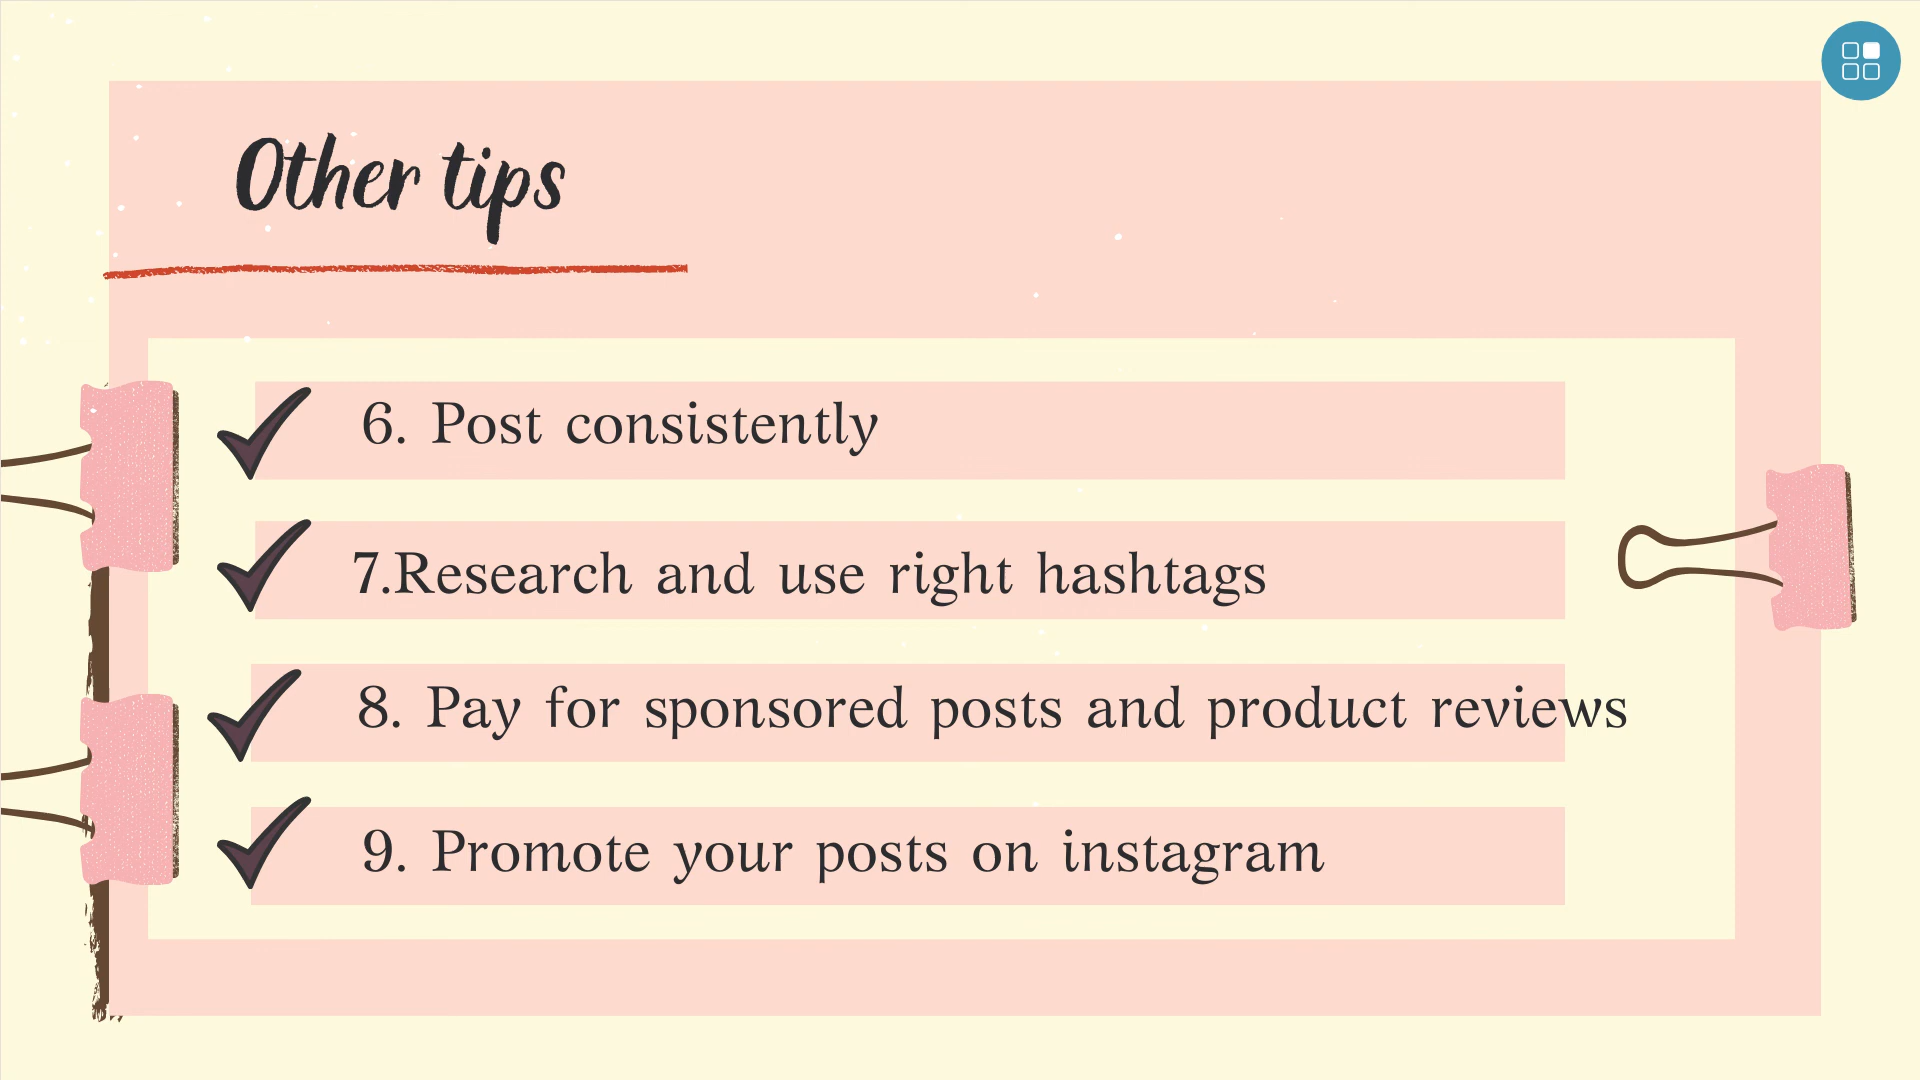 Other tips
6. Post consistently
7.Research and use right hashtags
8. Pay for sponsored posts and product reviews
9. Promote your posts on instagram